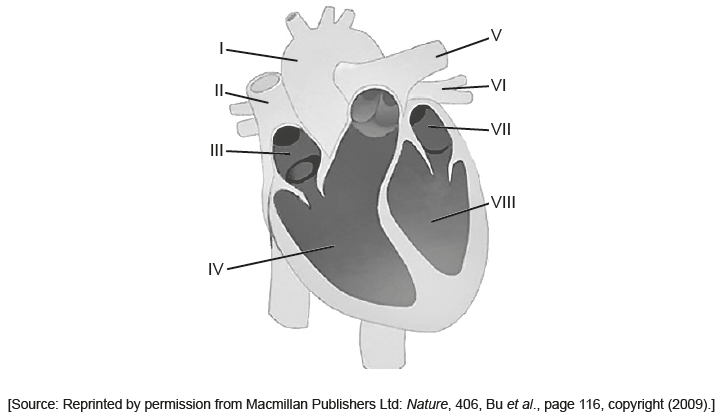 I
V
II
VI
VII
III
VIII
IV
[Source: Reprinted by permission from Macmillan Publishers Ltd: Nature, 406, Bu et al., page 116, copyright (2009).]